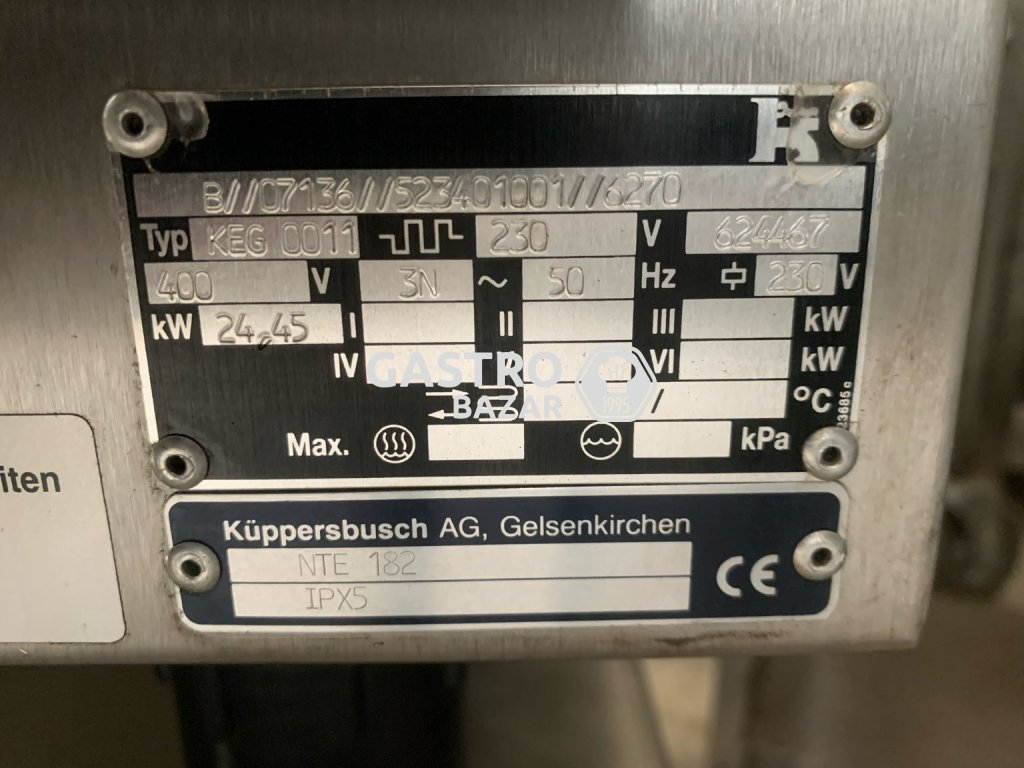 B//07136//523401001//6270
Typ KEG 0011 230 V 624467
400 V 3N ~ 50 Hz 230 V
kW 24,45 I II III kW
IV VI kW
GASTRO
BAZAR
1995
/ °C
Max. kPa
iten
Küppersbusch AG, Gelsenkirchen
NTE 182
IPX5
CE